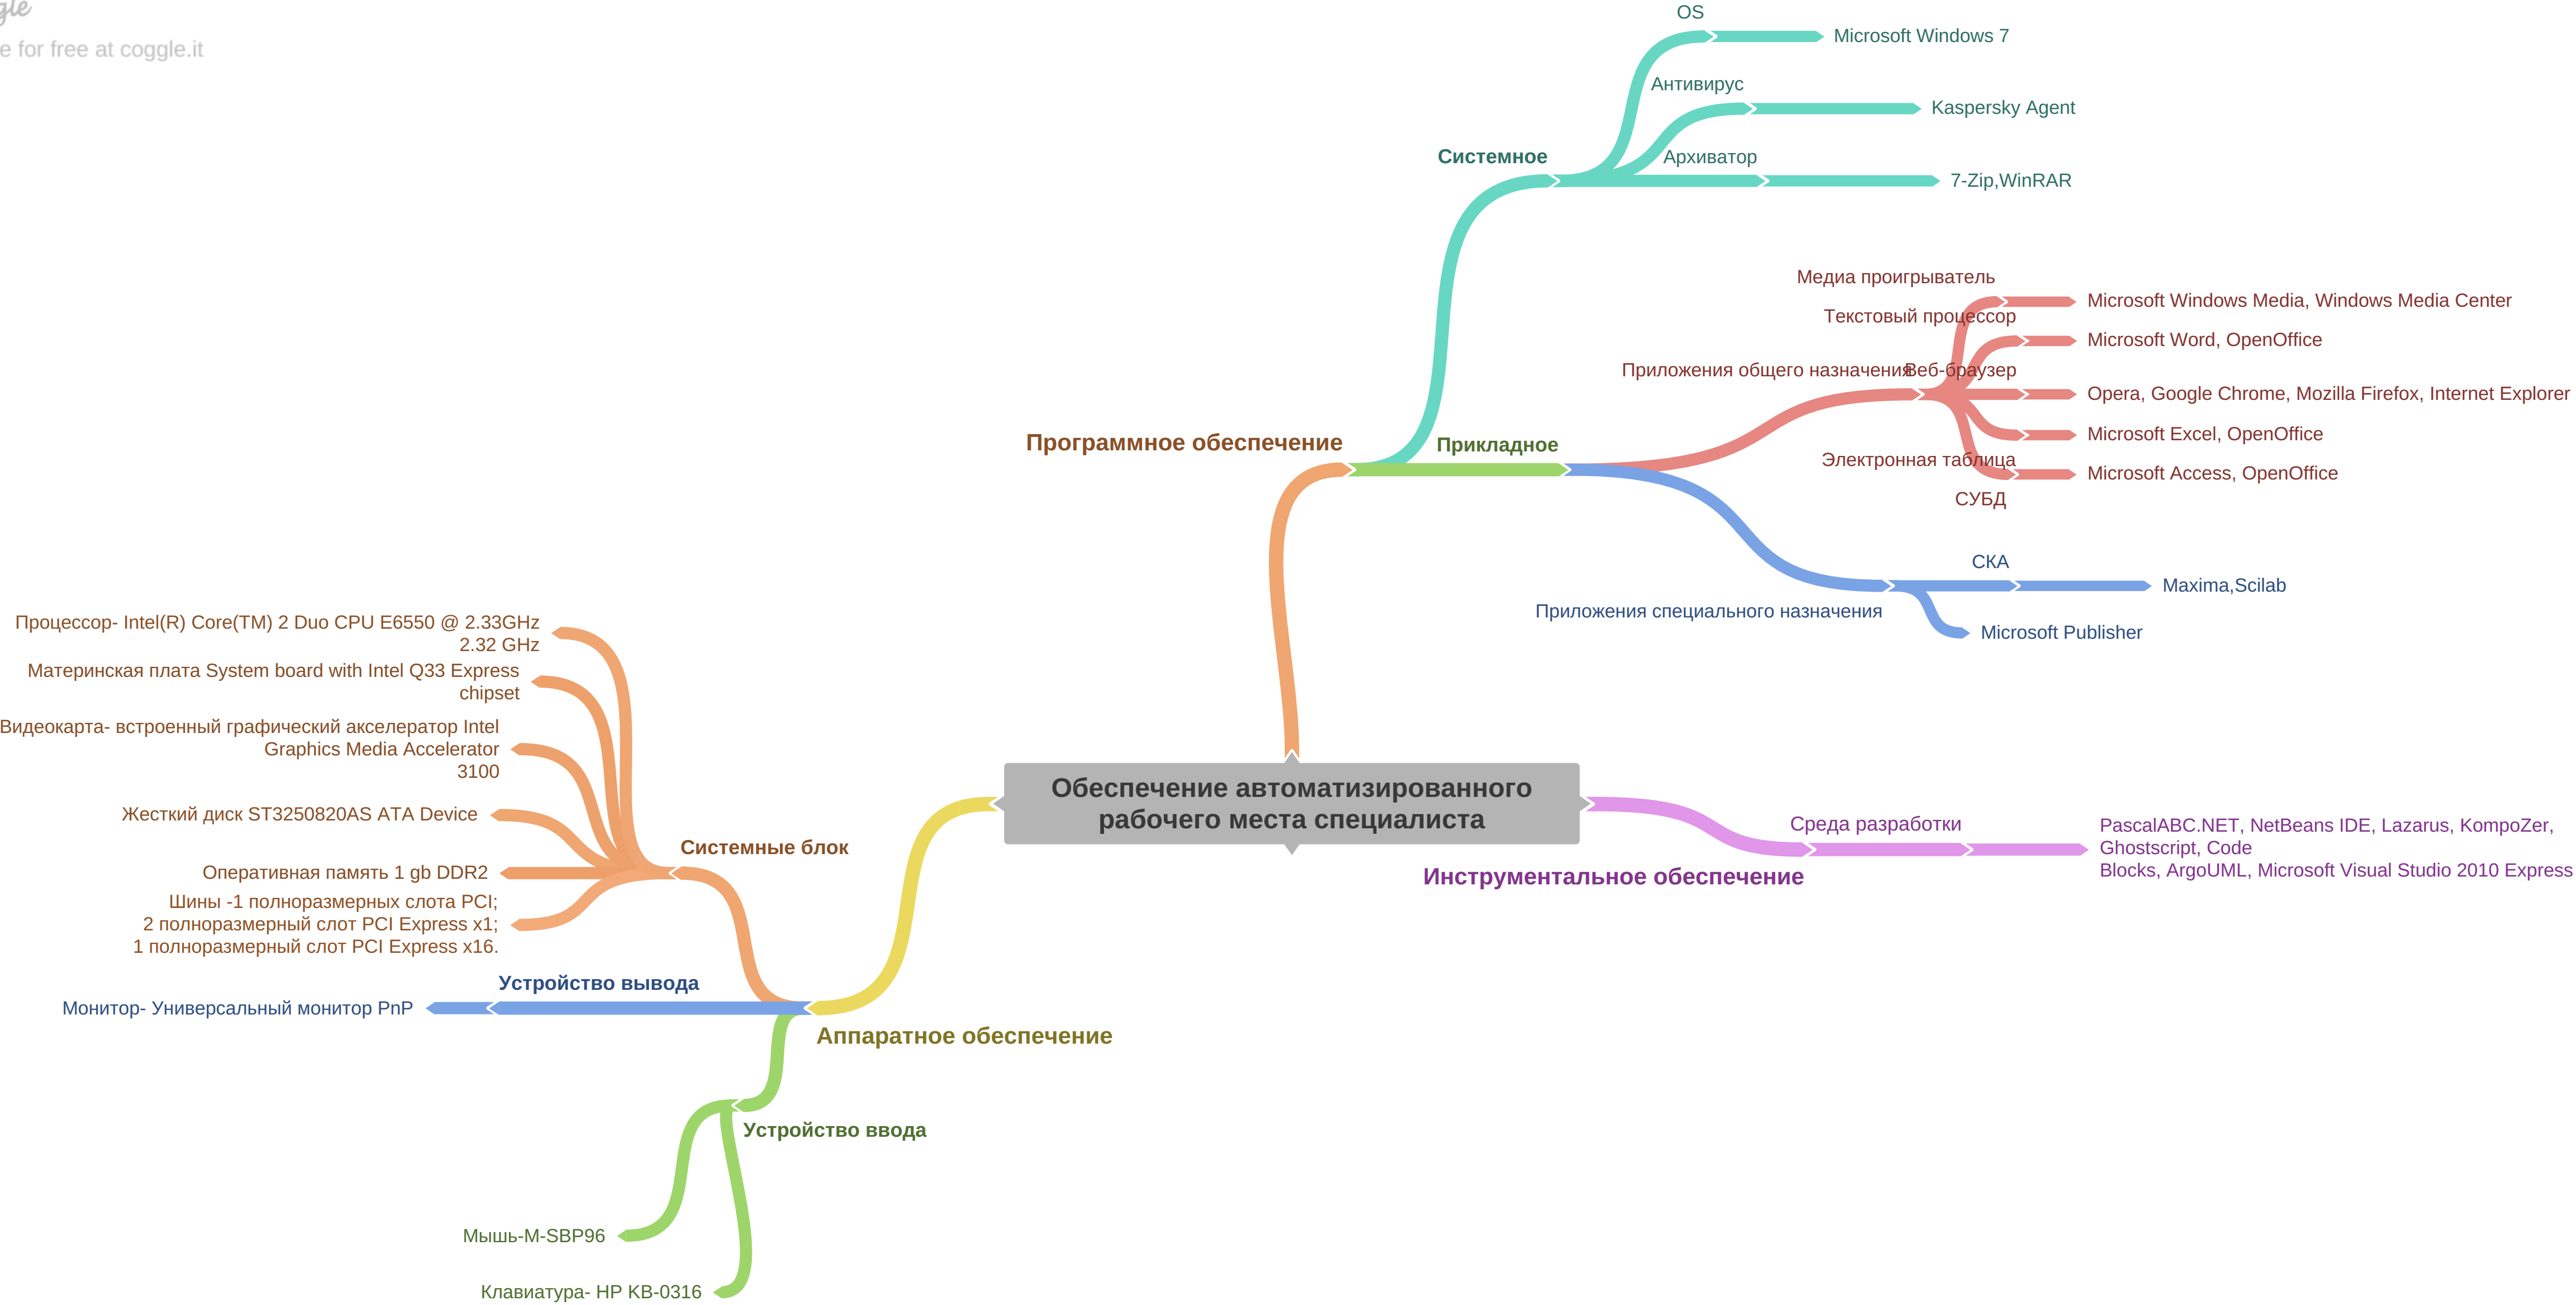 e for free at coggle.it
OS
Microsoft Windows 7
Антивирус
Kaspersky Agent
Системное
Архиватор
7-Zip,WinRAR
Медиа проигрыватель
Microsoft Windows Media, Windows Media Center
Текстовый процессор
Microsoft Word, OpenOffice
Приложения общего назначения
Веб-браузер
Opera, Google Chrome, Mozilla Firefox, Internet Explorer
Программное обеспечение
Прикладное
Microsoft Excel, OpenOffice
Электронная таблица
Microsoft Access, OpenOffice
СУБД
СКА
Maxima,Scilab
Приложения специального назначения
Microsoft Publisher
Процессор- Intel(R) Core(TM) 2 Duo CPU E6550 @ 2.33GHz
2.32 GHz
Материнская плата System board with Intel Q33 Express
chipset
Видеокарта- встроенный графический акселератор Intel
Graphics Media Accelerator
3100
Жесткий диск ST3250820AS ATA Device
Системные блок
Оперативная память 1 gb DDR2
Шины -1 полноразмерных слота PCI;
2 полноразмерный слот PCI Express x1;
1 полноразмерный слот PCI Express x16.
Обеспечение автоматизированного
рабочего места специалиста
Среда разработки
PascalABC.NET, NetBeans IDE, Lazarus, KompoZer,
Ghostscript, Code
Blocks, ArgoUML, Microsoft Visual Studio 2010 Express
Инструментальное обеспечение
Устройство вывода
Монитор- Универсальный монитор PnP
Аппаратное обеспечение
Устройство ввода
Мышь-M-SBP96
Клавиатура- HP KB-0316